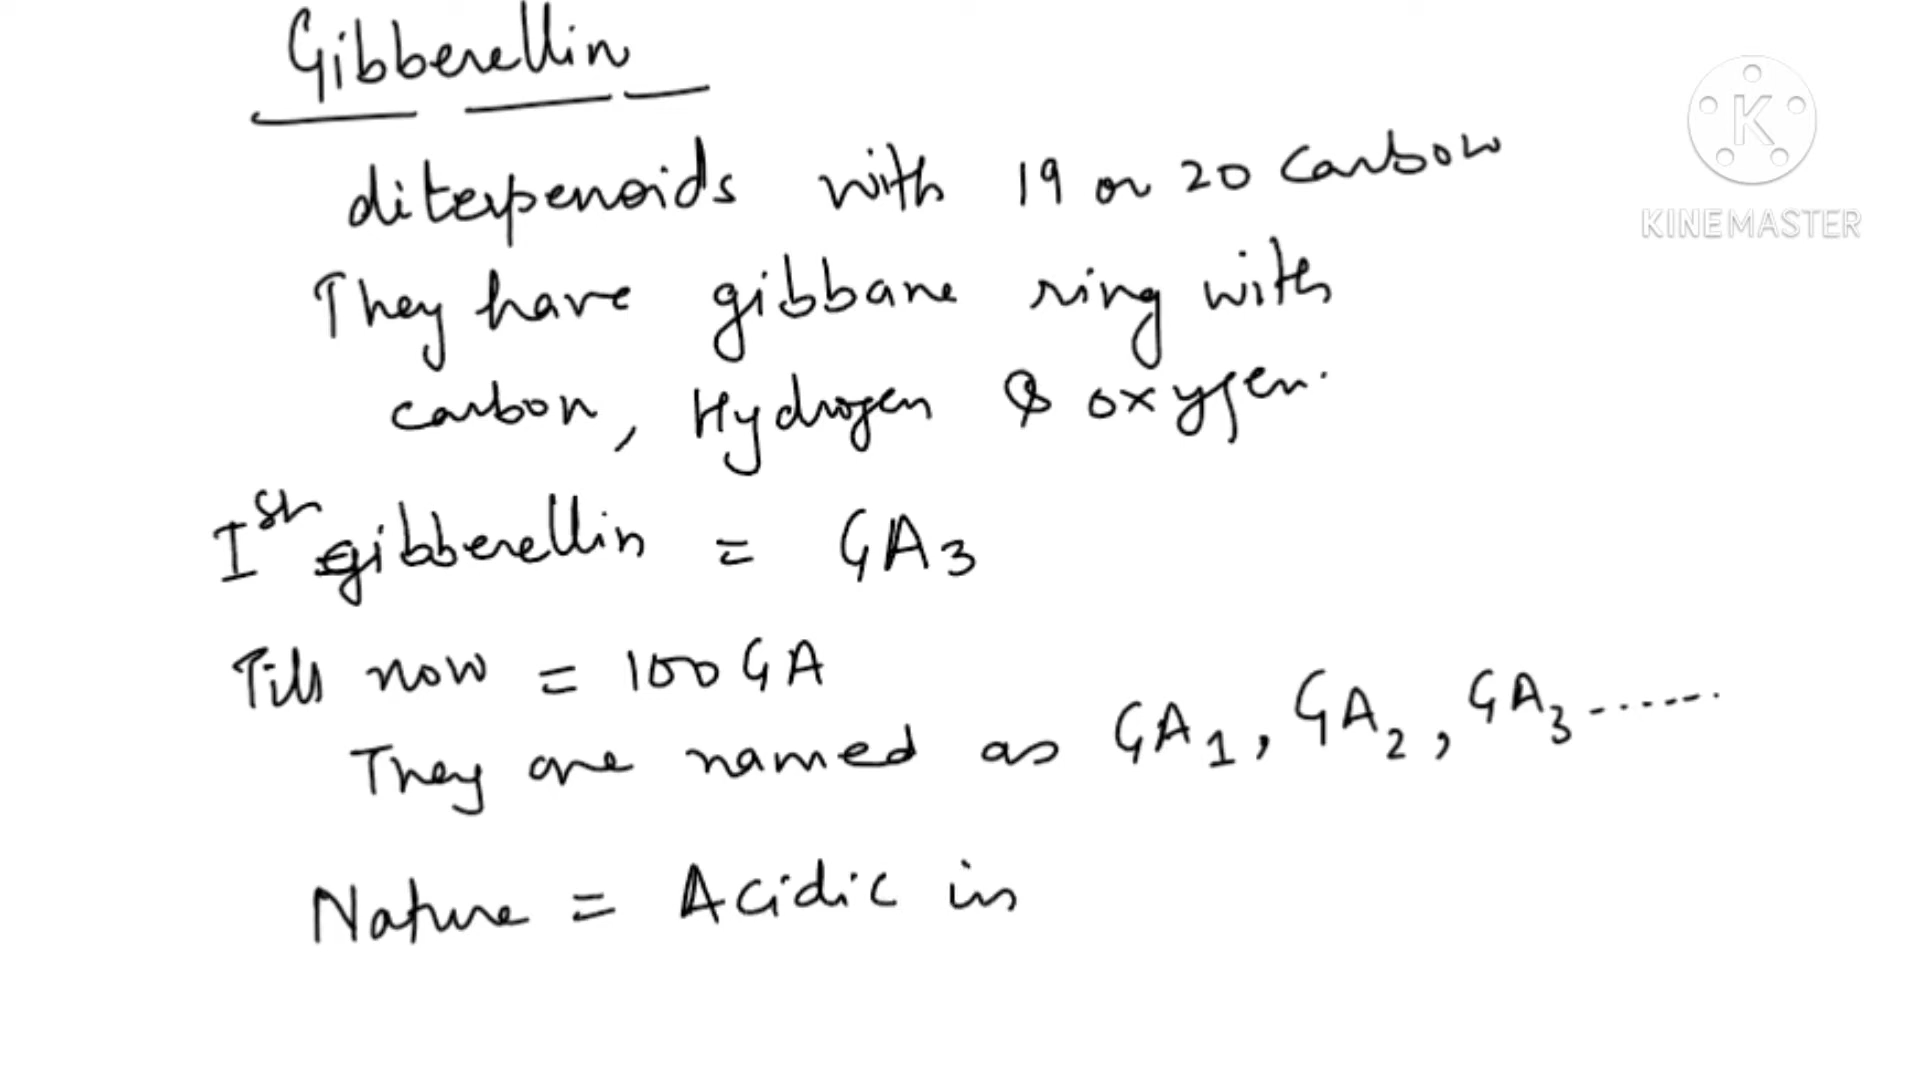 Gibberellin
diterpenoids with 19 or 20 Carbon
They have gibbane ring with
carbon, Hydrogen & oxygen.
Ist gibberellin = GA3
Till now = 100 GA
They are named as GA1, GA2, GA3 -......
Nature = Acidic in
K
KINEMASTER